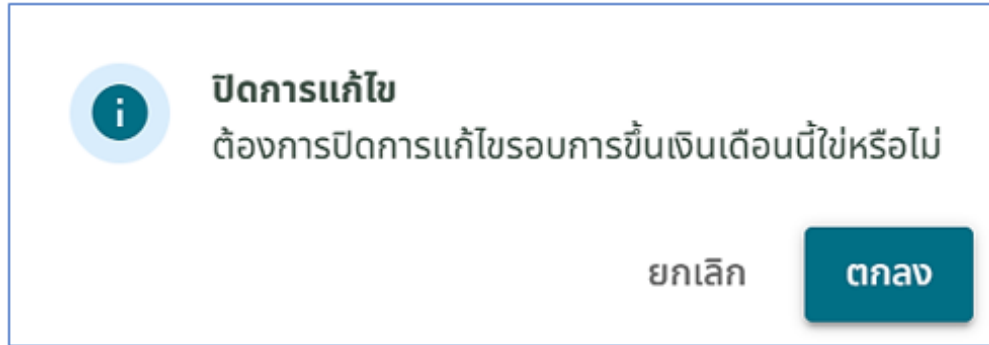 ปิดการแก้ไข
ต้องการปิดการแก้ไขรอบการขึ้นเงินเดือนนี้ใข่หรือไม่
ยกเลิก ตกลง